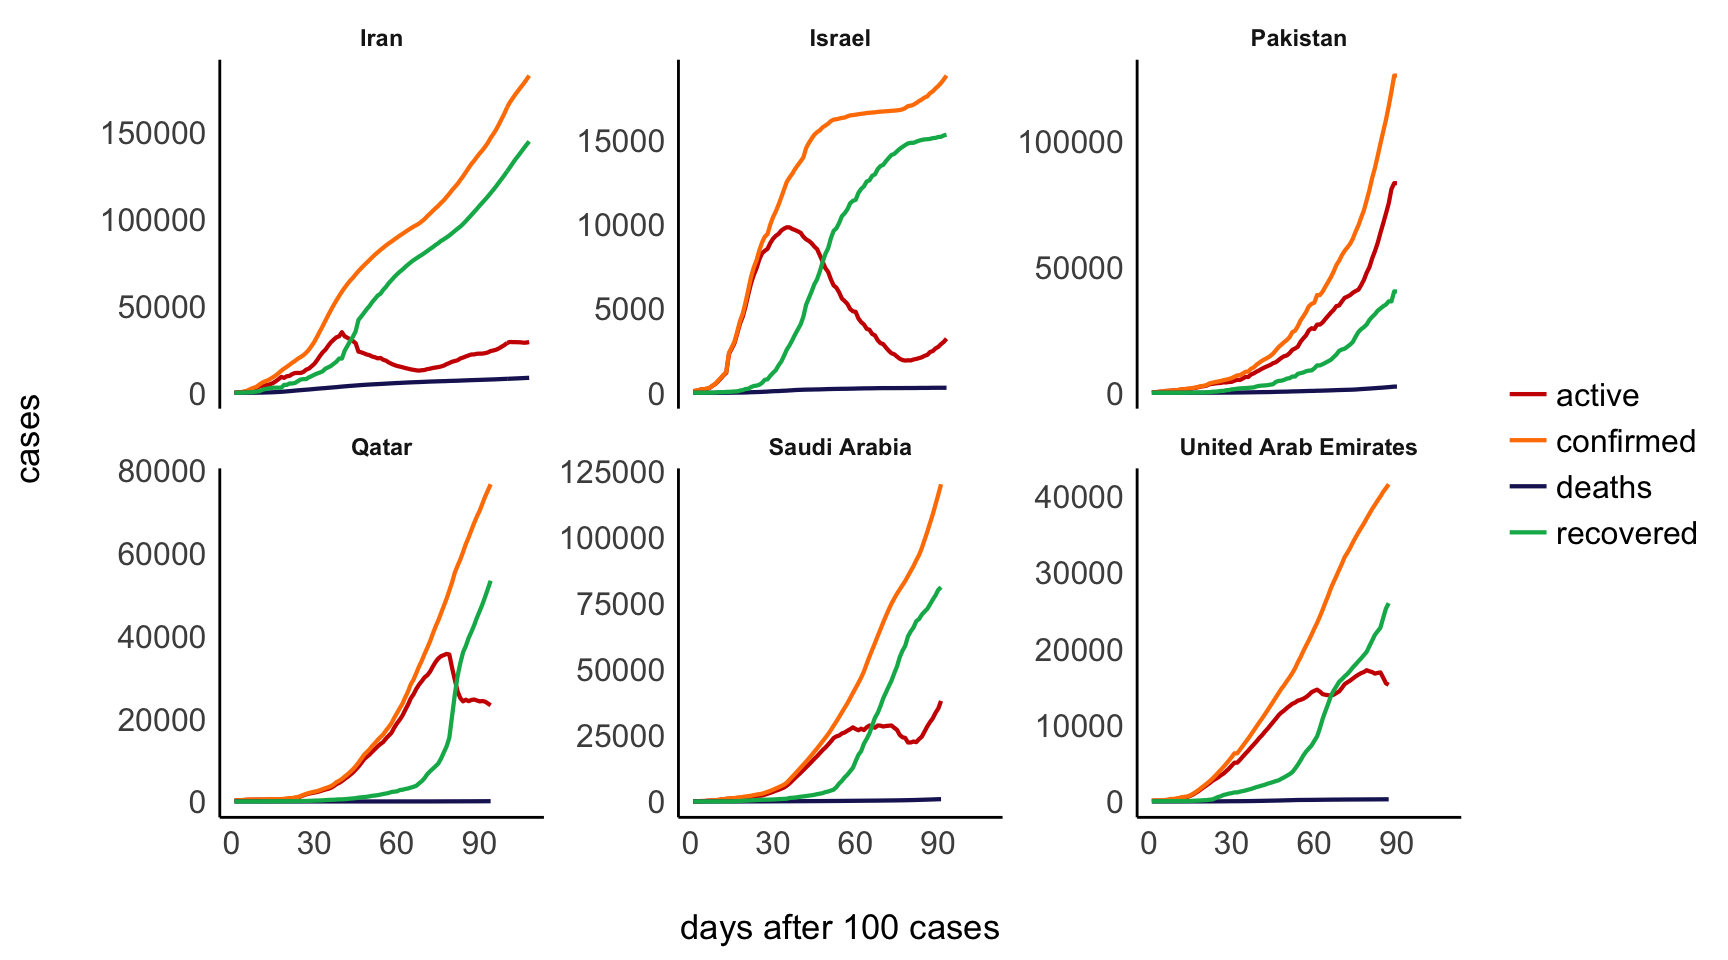 Iran
Israel
Pakistan
150000
100000
50000
0
15000
10000
5000
0
100000
50000
0
Qatar
Saudi Arabia
United Arab Emirates
80000
60000
40000
20000
0
125000
100000
75000
50000
25000
0
40000
30000
20000
10000
0
0 30 60 90
0 30 60 90
0 30 60 90
cases
days after 100 cases
active
confirmed
deaths
recovered